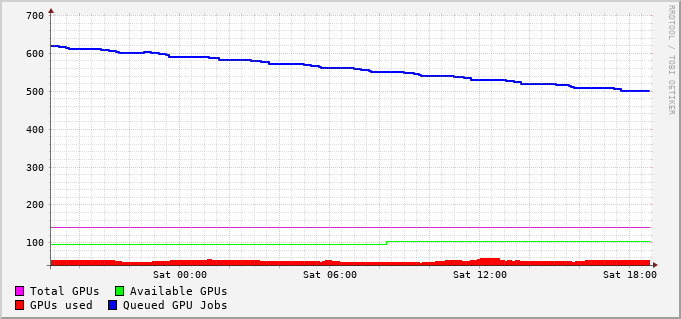 700
600
500
400
300
200
100
Sat 00:00 Sat 06:00 Sat 12:00 Sat 18:00
Total GPUs Available GPUs
GPUs used Queued GPU Jobs
RRDTOOL / TOBI OETIKER